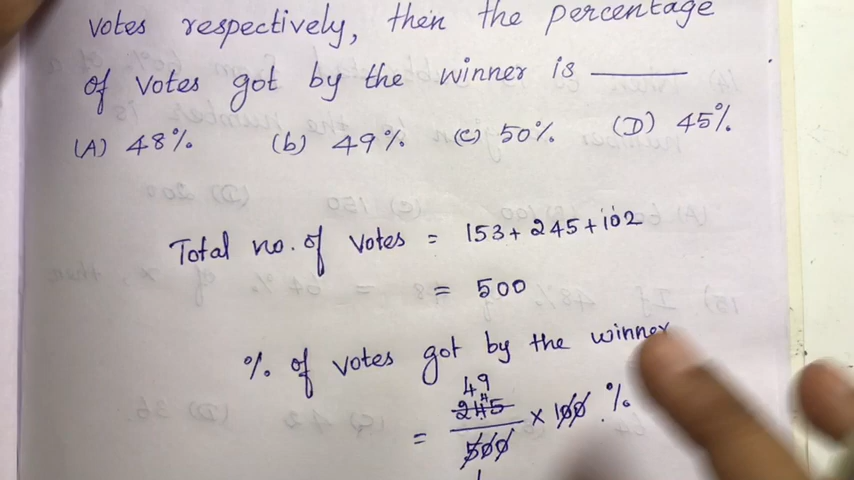 votes respectively, then the percentage
of votes got by the winner is ______
(A) 48% (b) 49% (C) 50% (D) 45%
Total no. of votes = 153 + 245 + 102
= 500
% of votes got by the winner
49
= 245/500 × 100 %
1